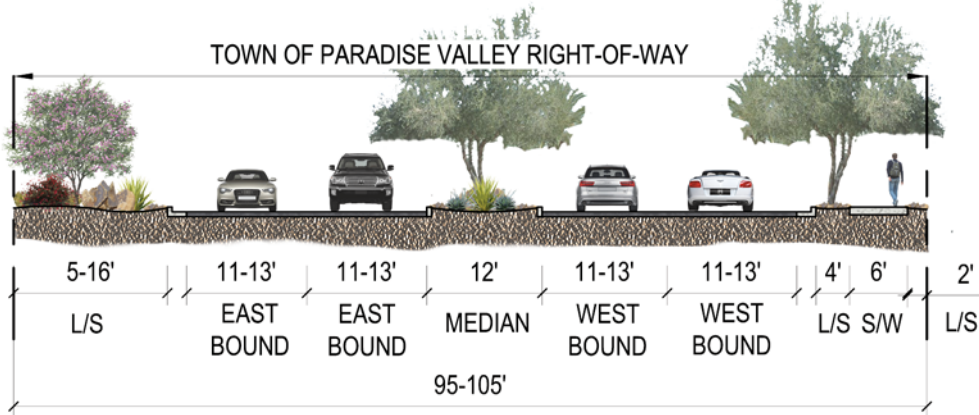 TOWN OF PARADISE VALLEY RIGHT-OF-WAY
5-16' 11-13' 11-13' 12' 11-13' 11-13' 4' 6' 2'
L/S EAST BOUND EAST BOUND MEDIAN WEST BOUND WEST BOUND L/S S/W L/S
95-105'